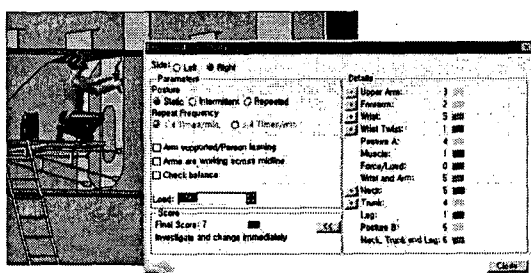 Side: Left Right
Parameters
Posture
Static Intermittent Repeated
Repeat Frequency
Arm supported/Person leaning
Arms are working across midline
Check balance
Load:
Score
Final Score: 7
Investigate and change immediately
<<
Details
Upper Arm: 3
Forearm: 2
Wrist: 5
Wrist Twist: 1
Posture A: 4
Muscle: 1
Force/Load: 0
Wrist and Arm: 5
Neck: 5
Trunk: 4
Leg: 1
Posture B:
Neck, Trunk and Leg: 6
Close